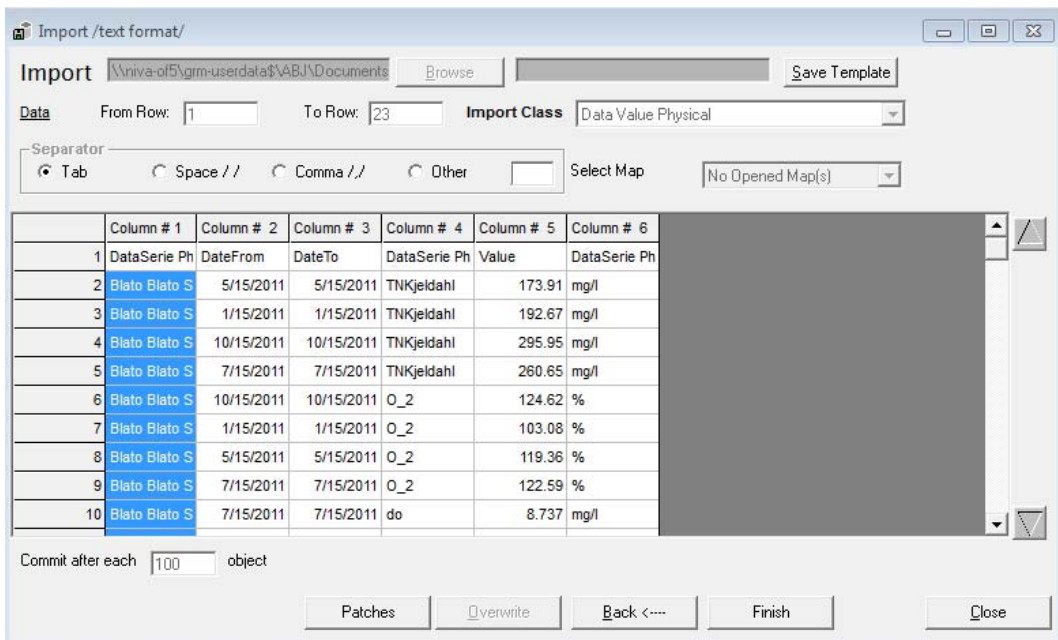 Import /text format/
Import \\niva-of5\grm-userdata$\ABJ\Documents Browse Save Template
Data From Row: 1 To Row: 23 Import Class Data Value Physical
Separator
Tab Space / / Comma /,/ Other Select Map No Opened Map(s)
Column # 1 Column # 2 Column # 3 Column # 4 Column # 5 Column # 6
1 DataSerie Ph DateFrom DateTo DataSerie Ph Value DataSerie Ph
2 Blato Blato S 5/15/2011 5/15/2011 TNKjeldahl 173.91 mg/l
3 Blato Blato S 1/15/2011 1/15/2011 TNKjeldahl 192.67 mg/l
4 Blato Blato S 10/15/2011 10/15/2011 TNKjeldahl 295.95 mg/l
5 Blato Blato S 7/15/2011 7/15/2011 TNKjeldahl 260.65 mg/l
6 Blato Blato S 10/15/2011 10/15/2011 O_2 124.62 %
7 Blato Blato S 1/15/2011 1/15/2011 O_2 103.08 %
8 Blato Blato S 5/15/2011 5/15/2011 O_2 119.36 %
9 Blato Blato S 7/15/2011 7/15/2011 O_2 122.59 %
10 Blato Blato S 7/15/2011 7/15/2011 do 8.737 mg/l
Commit after each 100 object
Patches Overwrite Back <---- Finish Close